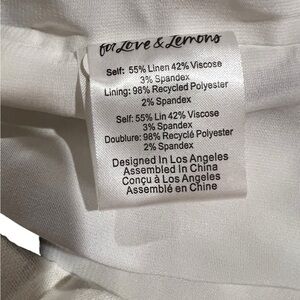 for Love & Lemons
Self: 55% Linen 42% Viscose
3% Spandex
Lining: 98% Recycled Polyester
2% Spandex
Self: 55% Lin 42% Viscose
3% Spandex
Doublure: 98% Recyclé Polyester
2% Spandex
Designed In Los Angeles
Assembled In China
Conçu à Los Angeles
Assemblé en Chine